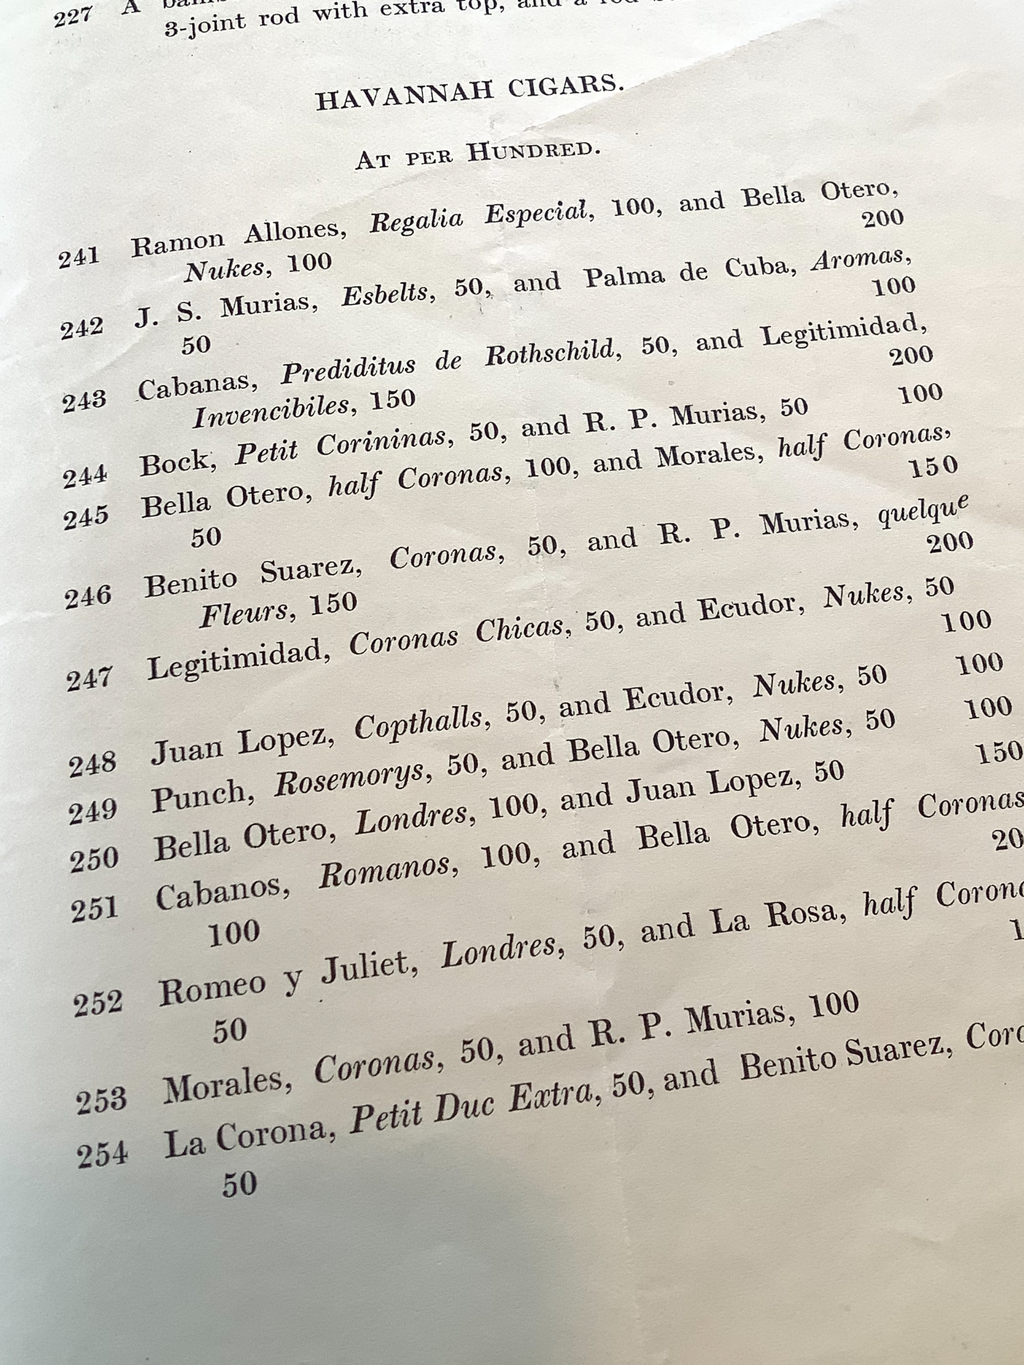 227 A
3-joint rod with extra top, and a rod
HAVANNAH CIGARS.
AT PER HUNDRED.
241 Ramon Allones, Regalia Especial, 100, and Bella Otero,
Nukes, 100 200
242 J. S. Murias, Esbelts, 50, and Palma de Cuba, Aromas,
50 100
243 Cabanas, Prediditus de Rothschild, 50, and Legitimidad,
Invencibiles, 150 200
244 Bock, Petit Corininas, 50, and R. P. Murias, 50 100
245 Bella Otero, half Coronas, 100, and Morales, half Coronas,
50 150
246 Benito Suarez, Coronas, 50, and R. P. Murias, quelque
Fleurs, 150 200
247 Legitimidad, Coronas Chicas, 50, and Ecudor, Nukes, 50
100
248 Juan Lopez, Copthalls, 50, and Ecudor, Nukes, 50 100
249 Punch, Rosemorys, 50, and Bella Otero, Nukes, 50 100
250 Bella Otero, Londres, 100, and Juan Lopez, 50 150
251 Cabanos, Romanos, 100, and Bella Otero, half Coronas
100 20
252 Romeo y Juliet, Londres, 50, and La Rosa, half Coron
50 1
253 Morales, Coronas, 50, and R. P. Murias, 100
254 La Corona, Petit Duc Extra, 50, and Benito Suarez, Coro
50